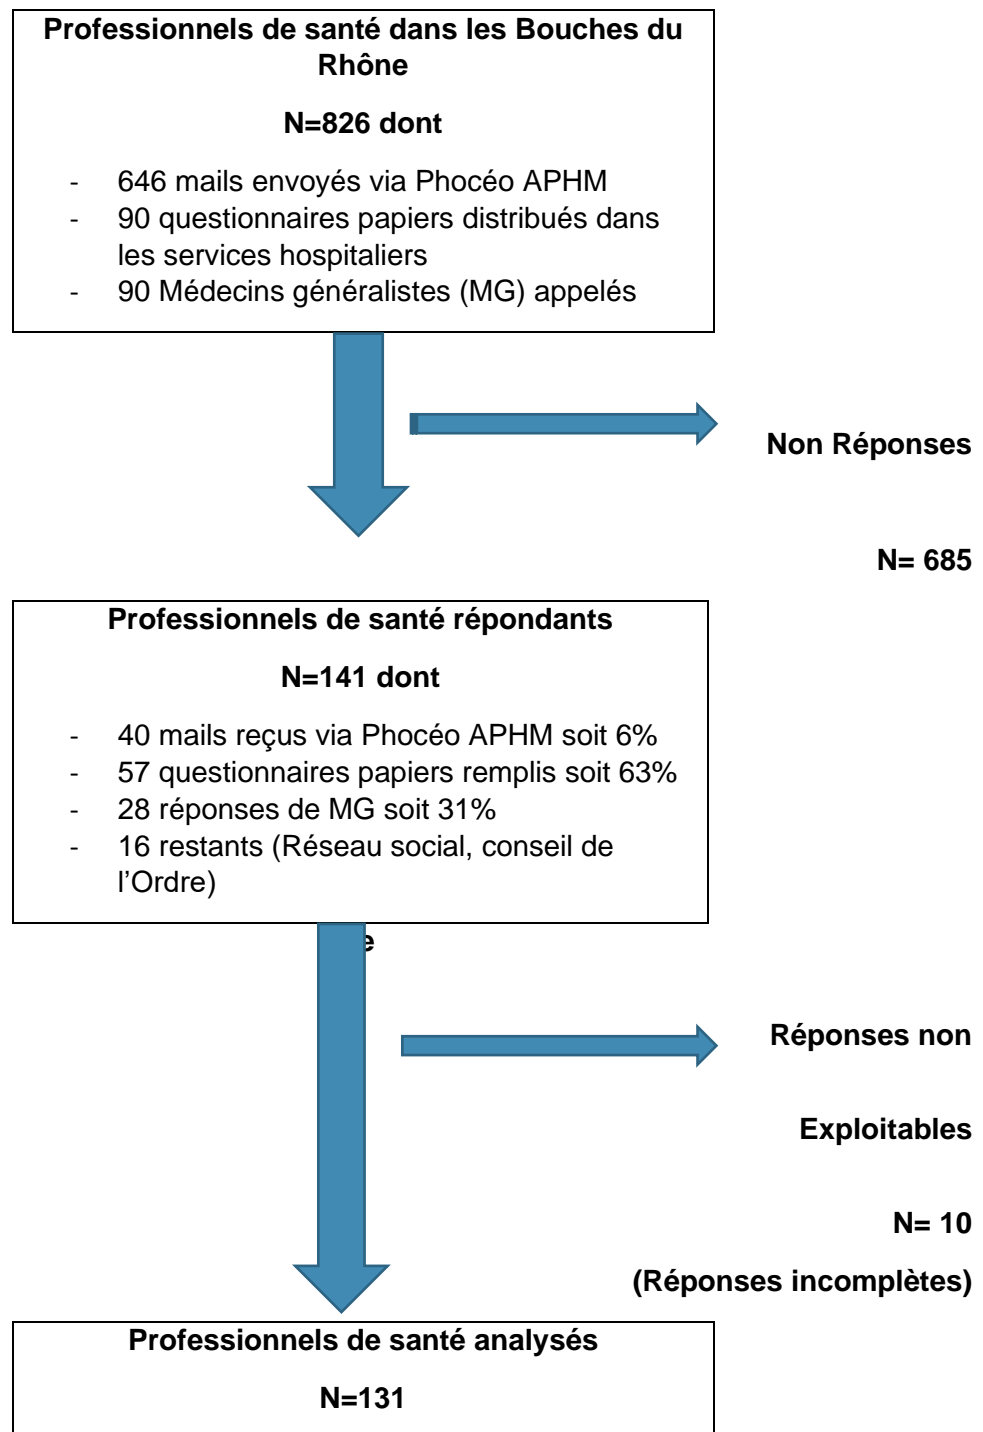 Professionnels de santé dans les Bouches du
Rhône
N=826 dont
- 646 mails envoyés via Phocéo APHM
- 90 questionnaires papiers distribués dans
les services hospitaliers
- 90 Médecins généralistes (MG) appelés
Non Réponses
N= 685
Professionnels de santé répondants
N=141 dont
- 40 mails reçus via Phocéo APHM soit 6%
- 57 questionnaires papiers remplis soit 63%
- 28 réponses de MG soit 31%
- 16 restants (Réseau social, conseil de
l’Ordre)
Réponses non
Exploitables
N= 10
(Réponses incomplètes)
Professionnels de santé analysés
N=131